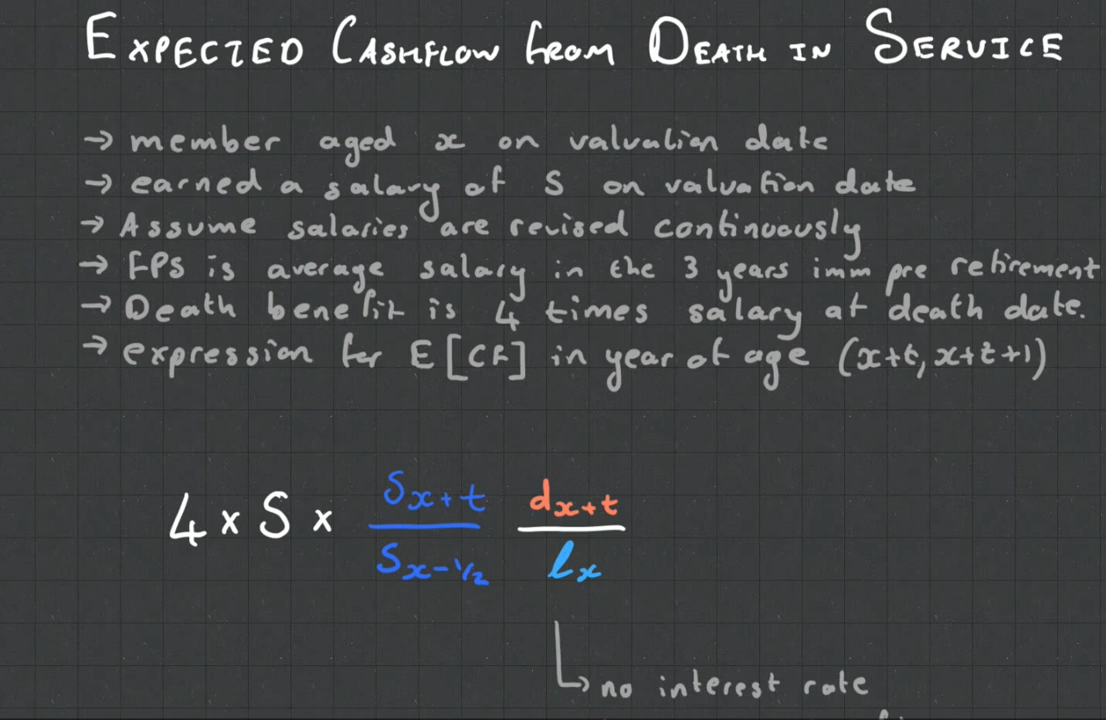 EXPECTED CASHFLOW from DEATH IN SERVICE
→ member aged x on valuation date
→ earned a salary of S on valuation date
→ Assume salaries are revised continuously
→ FPS is average salary in the 3 years imm pre retirement
→ Death benefit is 4 times salary at death date.
→ expression for E[CF] in year of age (x+t, x+t+1)
4 × S × S_{x+t} / S_{x-1/2} d_{x+t} / l_x
↳ no interest rate